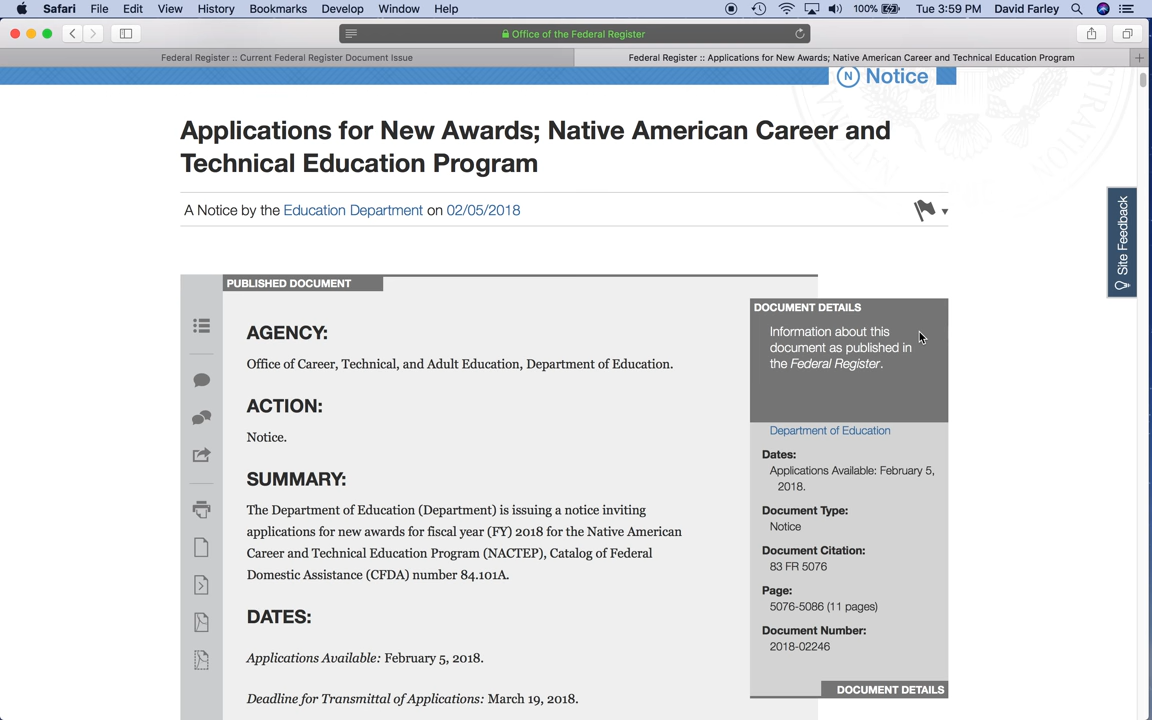 Safari File Edit View History Bookmarks Develop Window Help 100% Tue 3:59 PM David Farley
Office of the Federal Register
Federal Register :: Current Federal Register Document Issue
Federal Register :: Applications for New Awards; Native American Career and Technical Education Program
N Notice
Applications for New Awards; Native American Career and
Technical Education Program
A Notice by the Education Department on 02/05/2018
Site Feedback
PUBLISHED DOCUMENT
AGENCY:
Office of Career, Technical, and Adult Education, Department of Education.
ACTION:
Notice.
SUMMARY:
The Department of Education (Department) is issuing a notice inviting
applications for new awards for fiscal year (FY) 2018 for the Native American
Career and Technical Education Program (NACTEP), Catalog of Federal
Domestic Assistance (CFDA) number 84.101A.
DATES:
Applications Available: February 5, 2018.
Deadline for Transmittal of Applications: March 19, 2018.
DOCUMENT DETAILS
Information about this
document as published in
the Federal Register.
Department of Education
Dates:
Applications Available: February 5,
2018.
Document Type:
Notice
Document Citation:
83 FR 5076
Page:
5076-5086 (11 pages)
Document Number:
2018-02246
DOCUMENT DETAILS